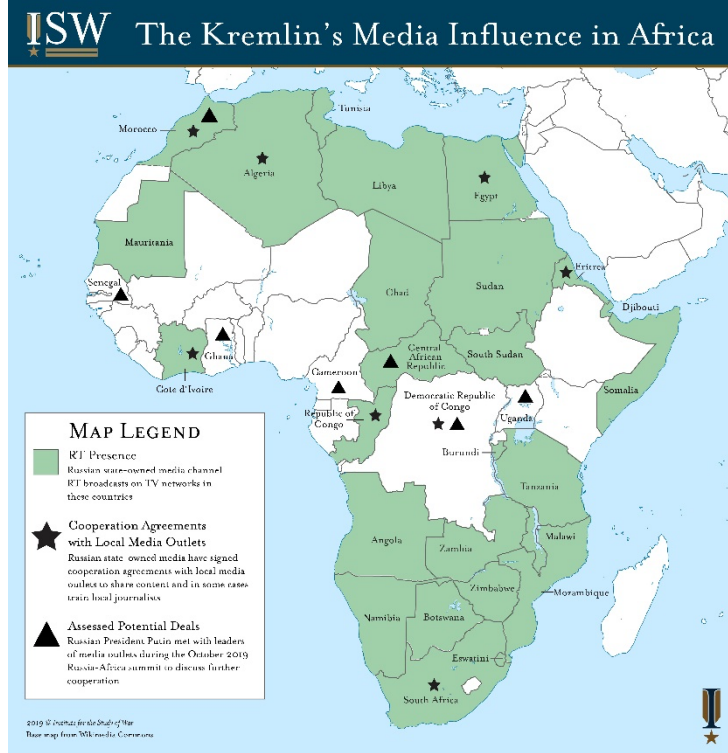 ISW The Kremlin's Media Influence in Africa
Tunisia
Morocco
Algeria
Libya
Egypt
Mauritania
Senegal
Chad
Sudan
Eritrea
Djibouti
Ghana
Cote d'Ivoire
Cameroon
Central
African
Republic
South Sudan
Somalia
Republic of
Congo
Democratic Republic
of Congo
Uganda
Burundi
Tanzania
Angola
Zambia
Malawi
Zimbabwe
Mozambique
Namibia
Botswana
Eswatini
South Africa
MAP LEGEND
RT Presence
Russian state-owned media channel
RT broadcasts on TV networks in
these countries
Cooperation Agreements
with Local Media Outlets
Russian state-owned media have signed
cooperation agreements with local media
outlets to share content and in some cases
train local journalists
Assessed Potential Deals
Russian President Putin met with leaders
of media outlets during the October 2019
Russia-Africa summit to discuss further
cooperation
2019 © Institute for the Study of War
Base map from Wikimedia Commons